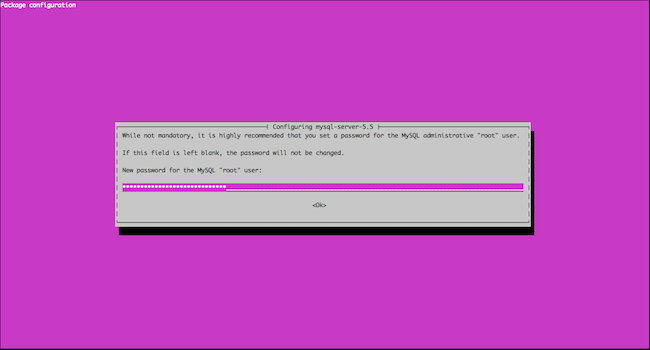 Package configuration
Configuring mysql-server-5.5
While not mandatory, it is highly recommended that you set a password for the MySQL administrative "root" user.
If this field is left blank, the password will not be changed.
New password for the MySQL "root" user:
<Ok>